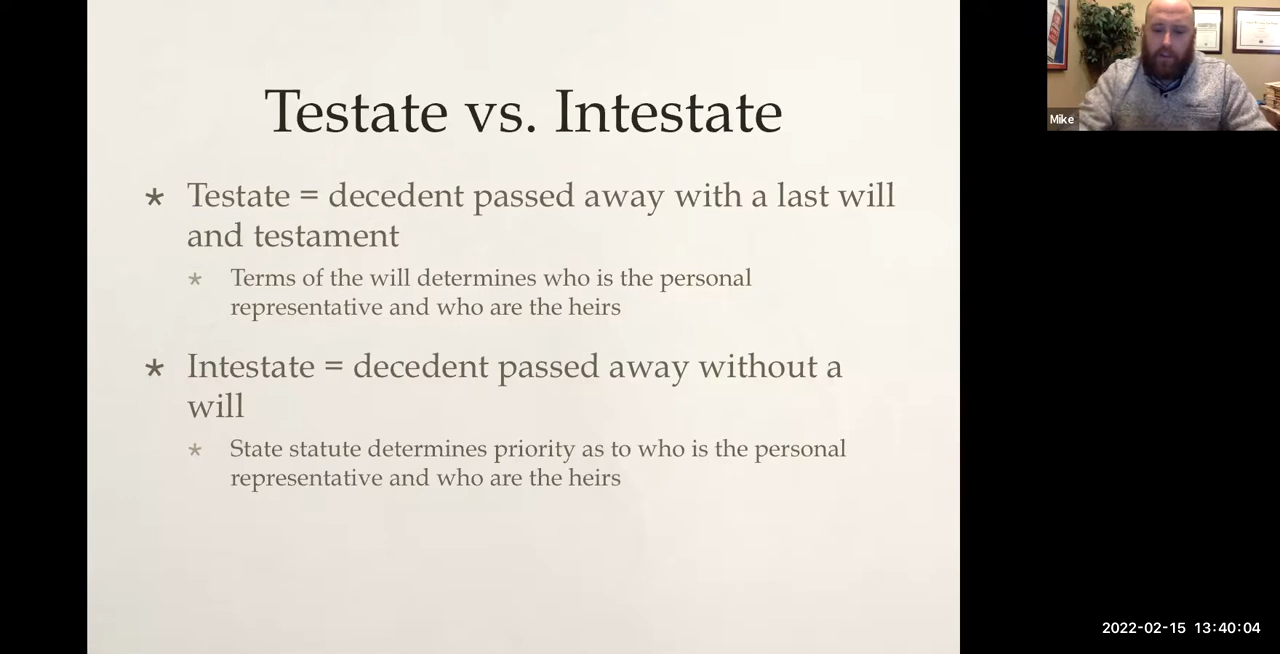 Testate vs. Intestate
* Testate = decedent passed away with a last will
and testament
* Terms of the will determines who is the personal
representative and who are the heirs
* Intestate = decedent passed away without a
will
* State statute determines priority as to who is the personal
representative and who are the heirs
Mike
2022-02-15 13:40:04